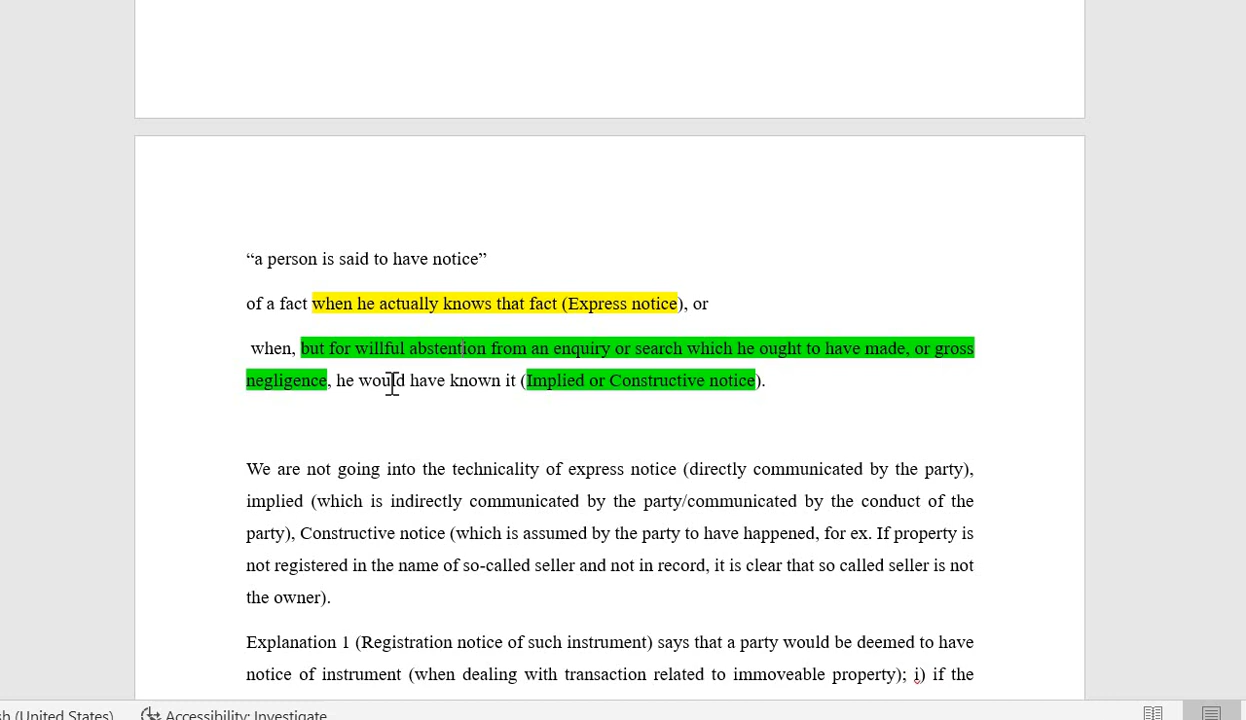 “a person is said to have notice”
of a fact when he actually knows that fact (Express notice), or
when, but for willful abstention from an enquiry or search which he ought to have made, or gross
negligence, he would have known it (Implied or Constructive notice).
We are not going into the technicality of express notice (directly communicated by the party),
implied (which is indirectly communicated by the party/communicated by the conduct of the
party), Constructive notice (which is assumed by the party to have happened, for ex. If property is
not registered in the name of so-called seller and not in record, it is clear that so called seller is not
the owner).
Explanation 1 (Registration notice of such instrument) says that a party would be deemed to have
notice of instrument (when dealing with transaction related to immoveable property); i) if the
sh (United States) Accessibility: Investigate